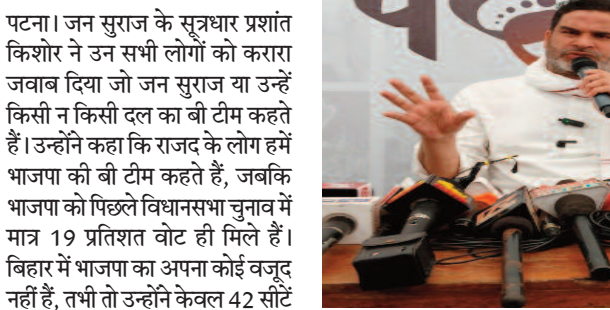 पटना। जन सुराज के सूत्रधार प्रशांत
किशोर ने उन सभी लोगों को करारा
जवाब दिया जो जन सुराज या उन्हें
किसी न किसी दल का बी टीम कहते
हैं। उन्होंने कहा कि राजद के लोग हमें
भाजपा की बी टीम कहते हैं, जबकि
भाजपा को पिछले विधानसभा चुनाव में
मात्र 19 प्रतिशत वोट ही मिले हैं।
बिहार में भाजपा का अपना कोई वजूद
नहीं हैं, तभी तो उन्होंने केवल 42 सीटें